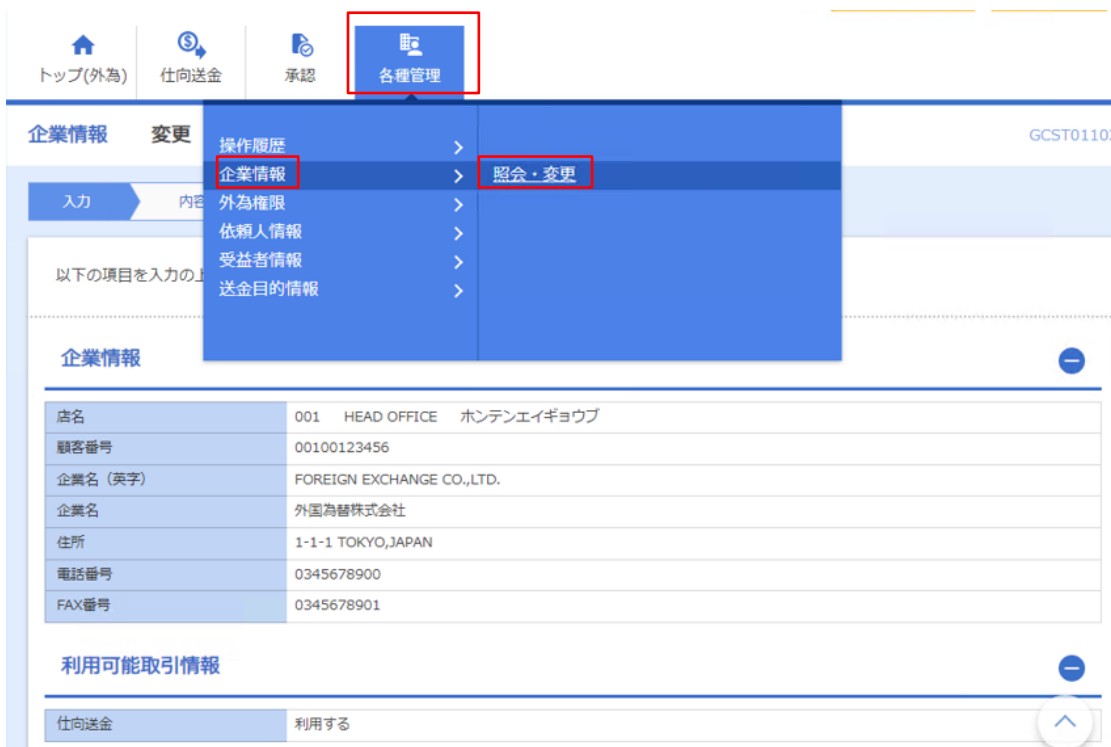 トップ(外為)
仕向送金
承認
各種管理
企業情報 変更
GCST0110
操作履歴
企業情報
照会・変更
外為権限
依頼人情報
受益者情報
送金目的情報
入力
内容
以下の項目を入力の上
企業情報
店名 001 HEAD OFFICE ホンテンエイギョウブ
顧客番号 00100123456
企業名(英字) FOREIGN EXCHANGE CO.,LTD.
企業名 外国為替株式会社
住所 1-1-1 TOKYO,JAPAN
電話番号 0345678900
FAX番号 0345678901
利用可能取引情報
仕向送金 利用する